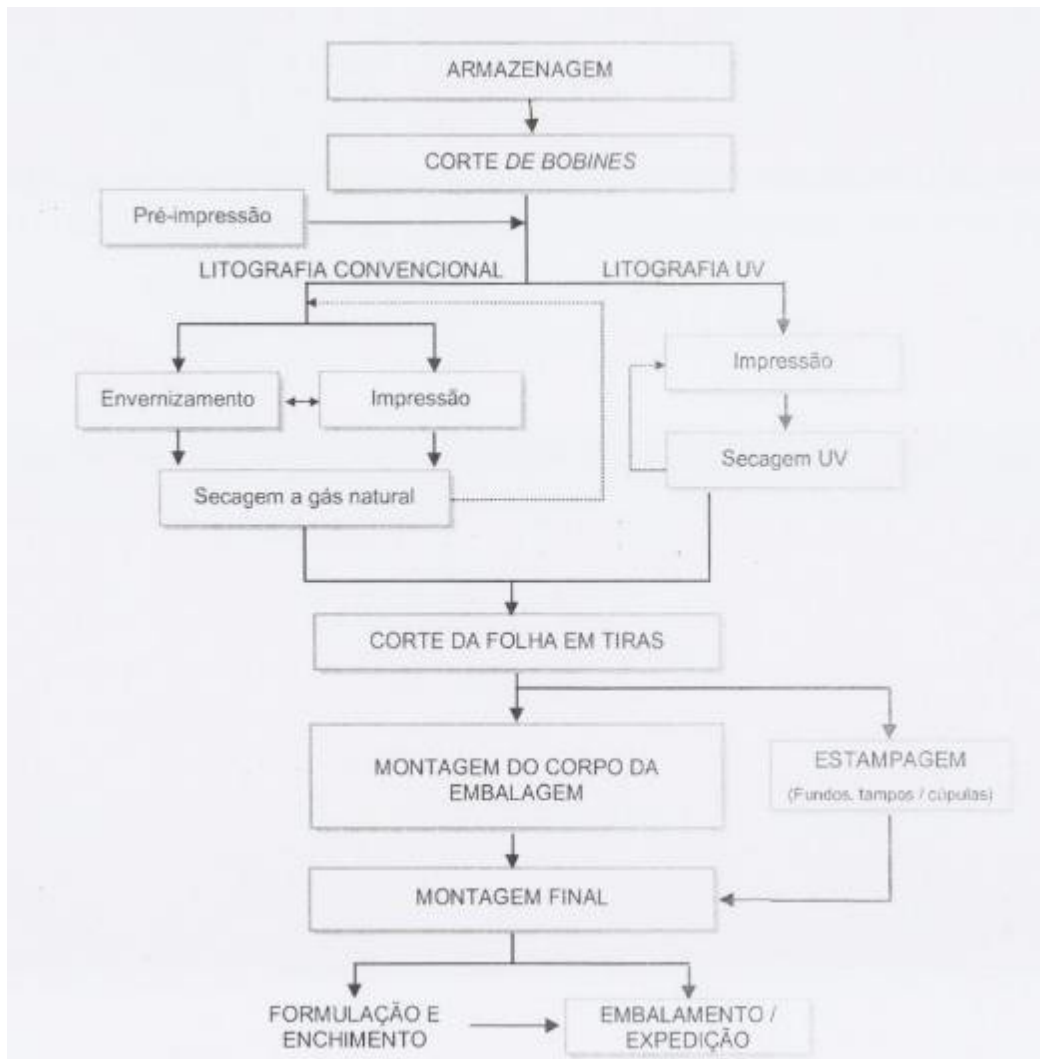 ARMAZENAGEM
CORTE DE BOBINES
Pré-impressão
LITOGRAFIA CONVENCIONAL
LITOGRAFIA UV
Envernizamento
Impressão
Impressão
Secagem a gás natural
Secagem UV
CORTE DA FOLHA EM TIRAS
MONTAGEM DO CORPO DA
EMBALAGEM
ESTAMPAGEM
(Fundos, tampos / cúpulas)
MONTAGEM FINAL
FORMULAÇÃO E
ENCHIMENTO
EMBALAMENTO /
EXPEDIÇÃO